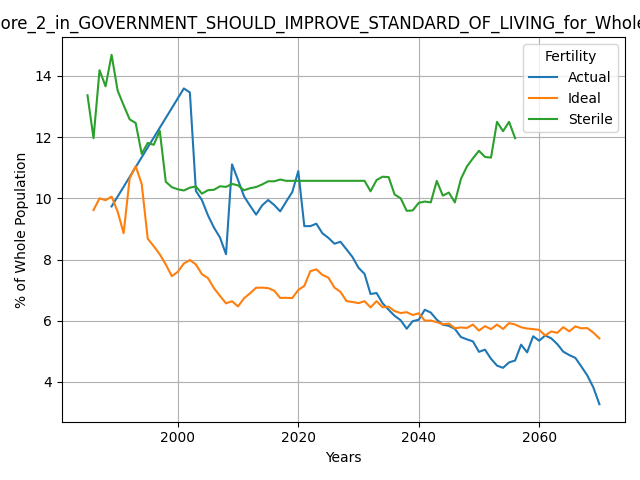 ore_2_in_GOVERNMENT_SHOULD_IMPROVE_STANDARD_OF_LIVING_for_Whole
Fertility
Actual
Ideal
Sterile
% of Whole Population
14
12
10
8
6
4
2000
2020
2040
2060
Years